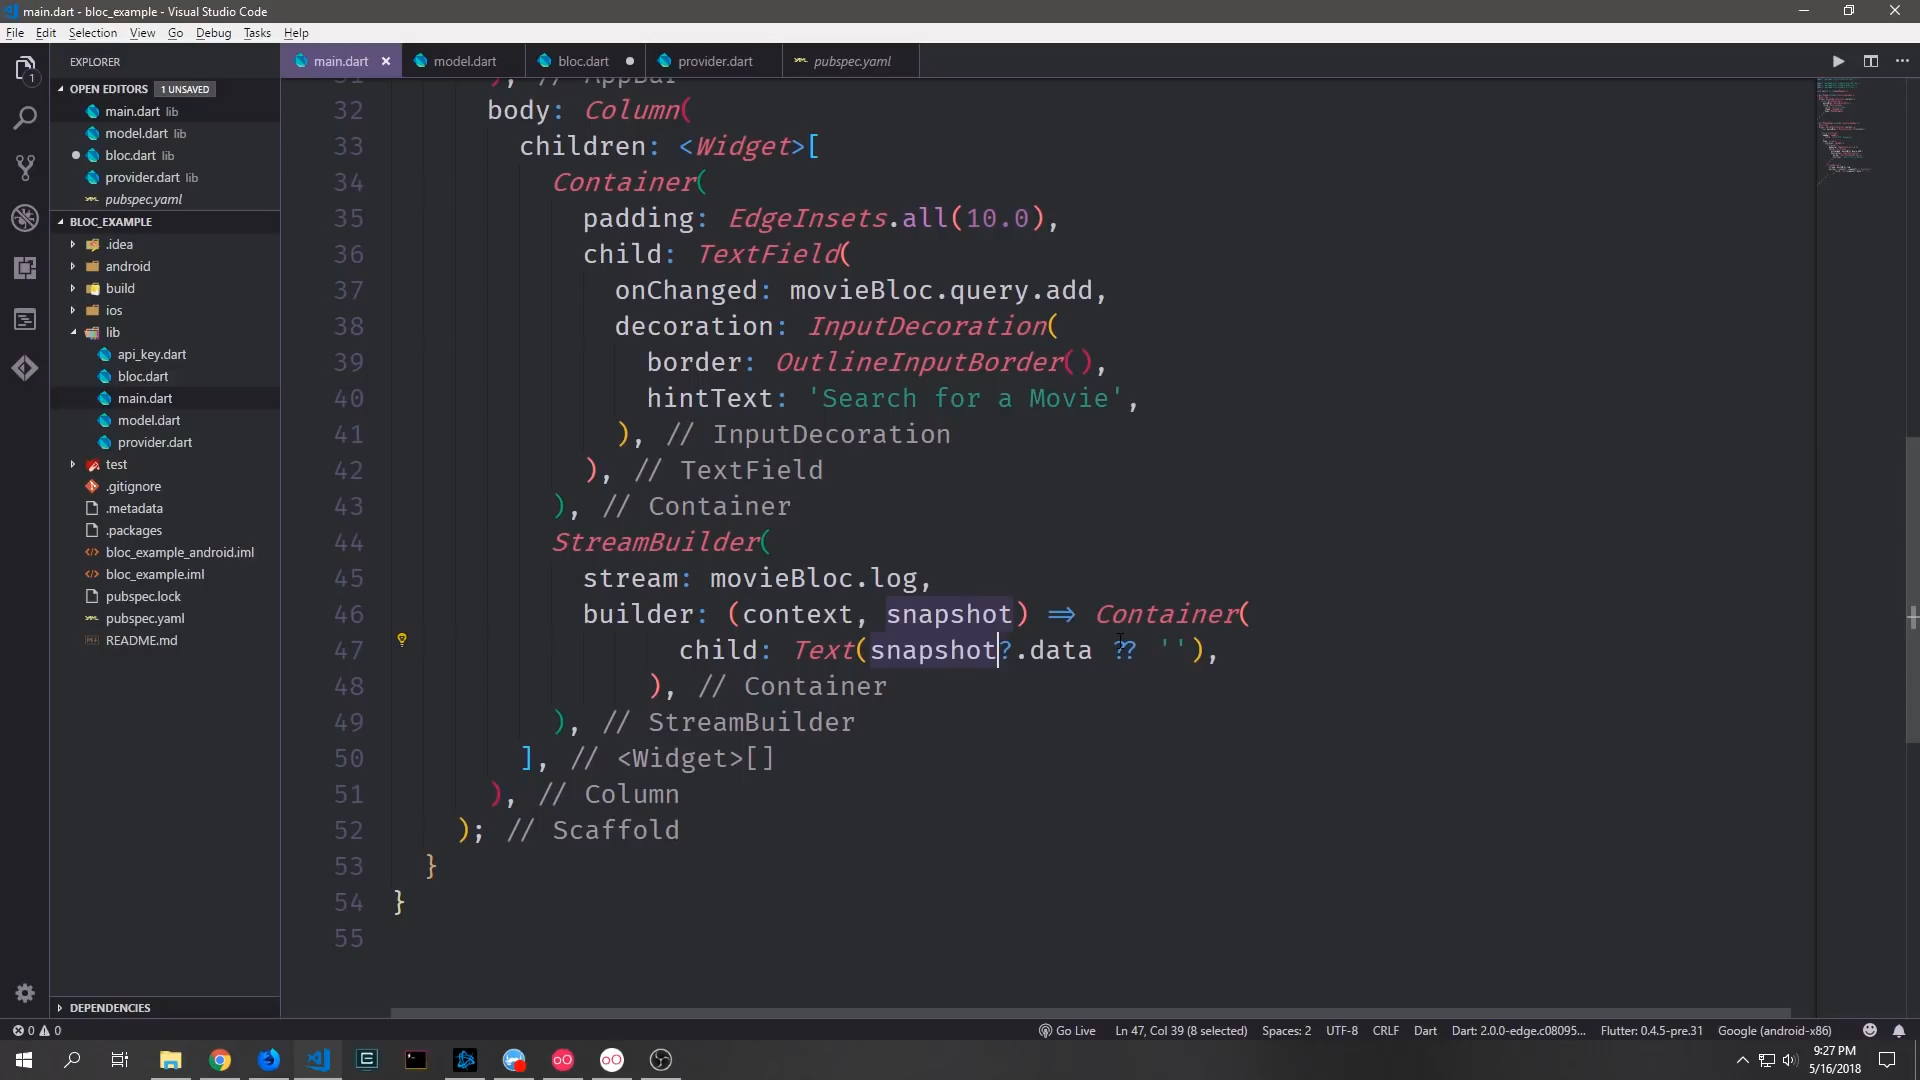 main.dart - bloc_example - Visual Studio Code
File Edit Selection View Go Debug Tasks Help
EXPLORER
main.dart model.dart bloc.dart provider.dart pubspec.yaml
1
OPEN EDITORS 1 UNSAVED
main.dart lib
model.dart lib
bloc.dart lib
provider.dart lib
pubspec.yaml
BLOC_EXAMPLE
.idea
android
build
ios
lib
api_key.dart
bloc.dart
main.dart
model.dart
provider.dart
test
.gitignore
.metadata
.packages
bloc_example_android.iml
bloc_example.iml
pubspec.lock
pubspec.yaml
README.md
DEPENDENCIES
31 ), // AppBar
32 body: Column(
33 children: <Widget>[
34 Container(
35 padding: EdgeInsets.all(10.0),
36 child: TextField(
37 onChanged: movieBloc.query.add,
38 decoration: InputDecoration(
39 border: OutlineInputBorder(),
40 hintText: 'Search for a Movie',
41 ), // InputDecoration
42 ), // TextField
43 ), // Container
44 StreamBuilder(
45 stream: movieBloc.log,
46 builder: (context, snapshot) => Container(
47 child: Text(snapshot?.data ?? ''),
48 ), // Container
49 ), // StreamBuilder
50 ], // <Widget>[]
51 ), // Column
52 ); // Scaffold
53 }
54 }
55
0 0 Go Live Ln 47, Col 39 (8 selected) Spaces: 2 UTF-8 CRLF Dart Dart: 2.0.0-edge.c08095... Flutter: 0.4.5-pre.31 Google (android-x86)
9:27 PM
5/16/2018